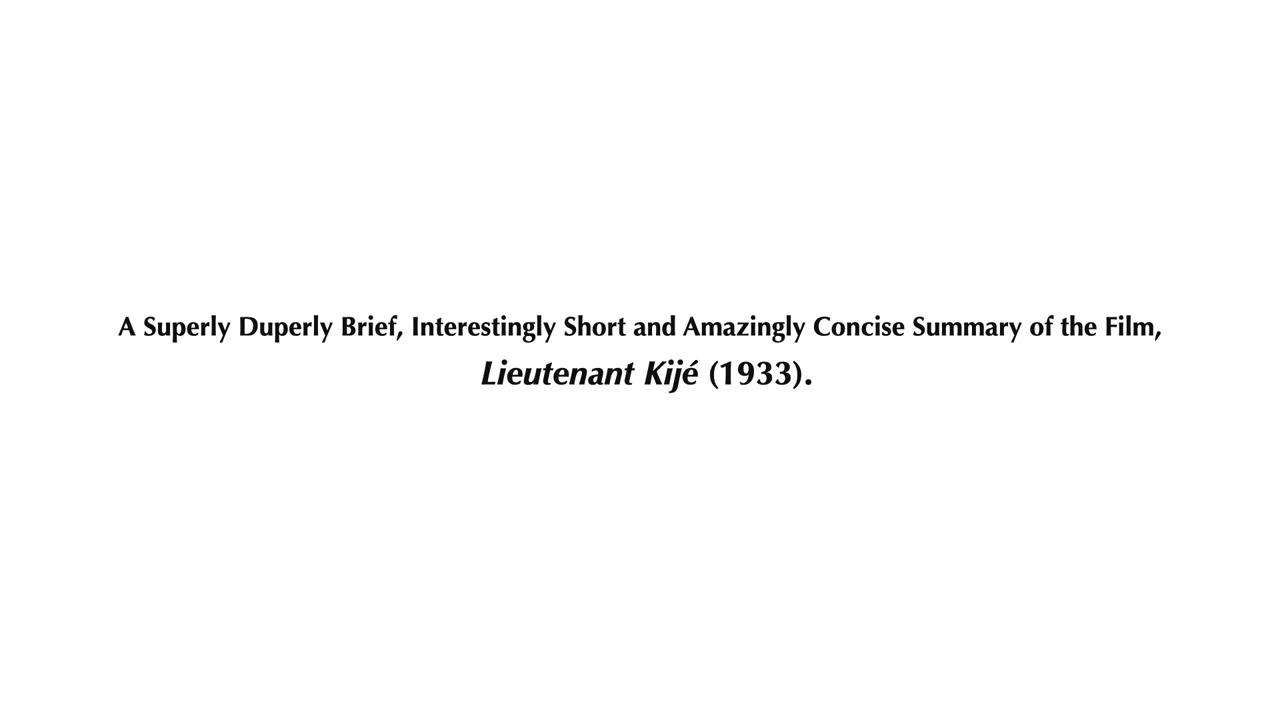 A Superly Duperly Brief, Interestingly Short and Amazingly Concise Summary of the Film,
Lieutenant Kijé (1933).